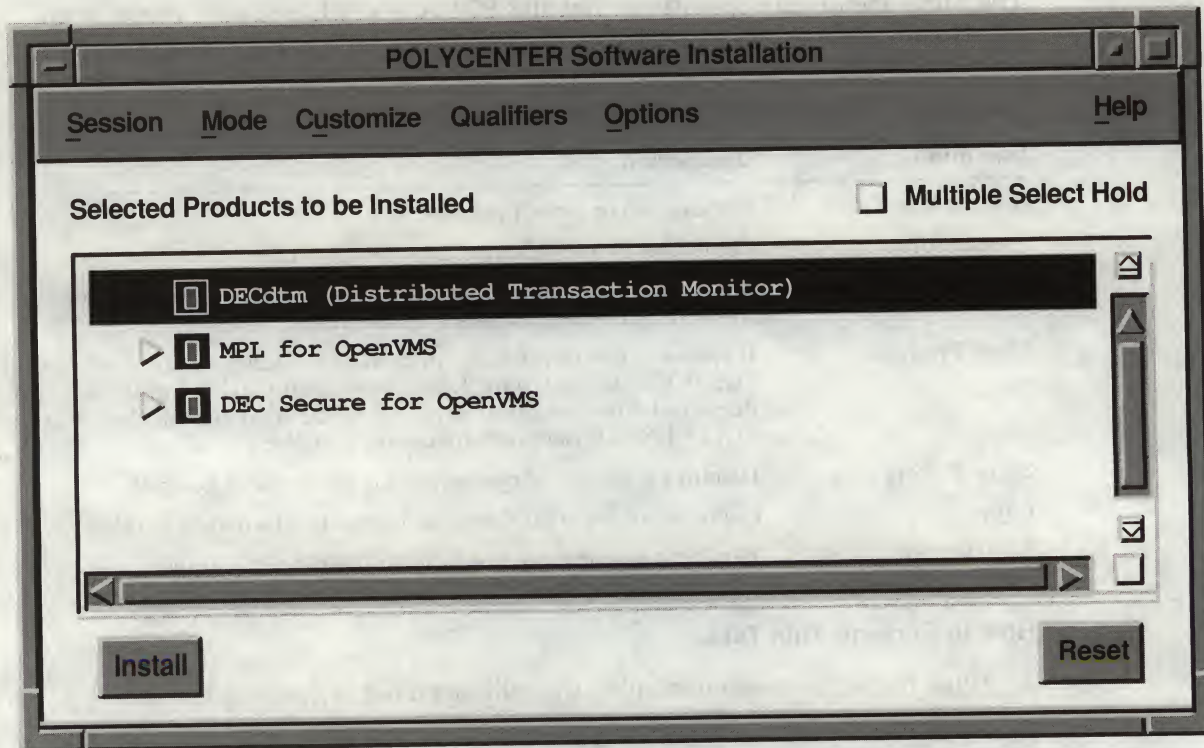 POLYCENTER Software Installation
Session Mode Customize Qualifiers Options Help
Selected Products to be Installed
Multiple Select Hold
DECdtm (Distributed Transaction Monitor)
MPL for OpenVMS
DEC Secure for OpenVMS
Install
Reset